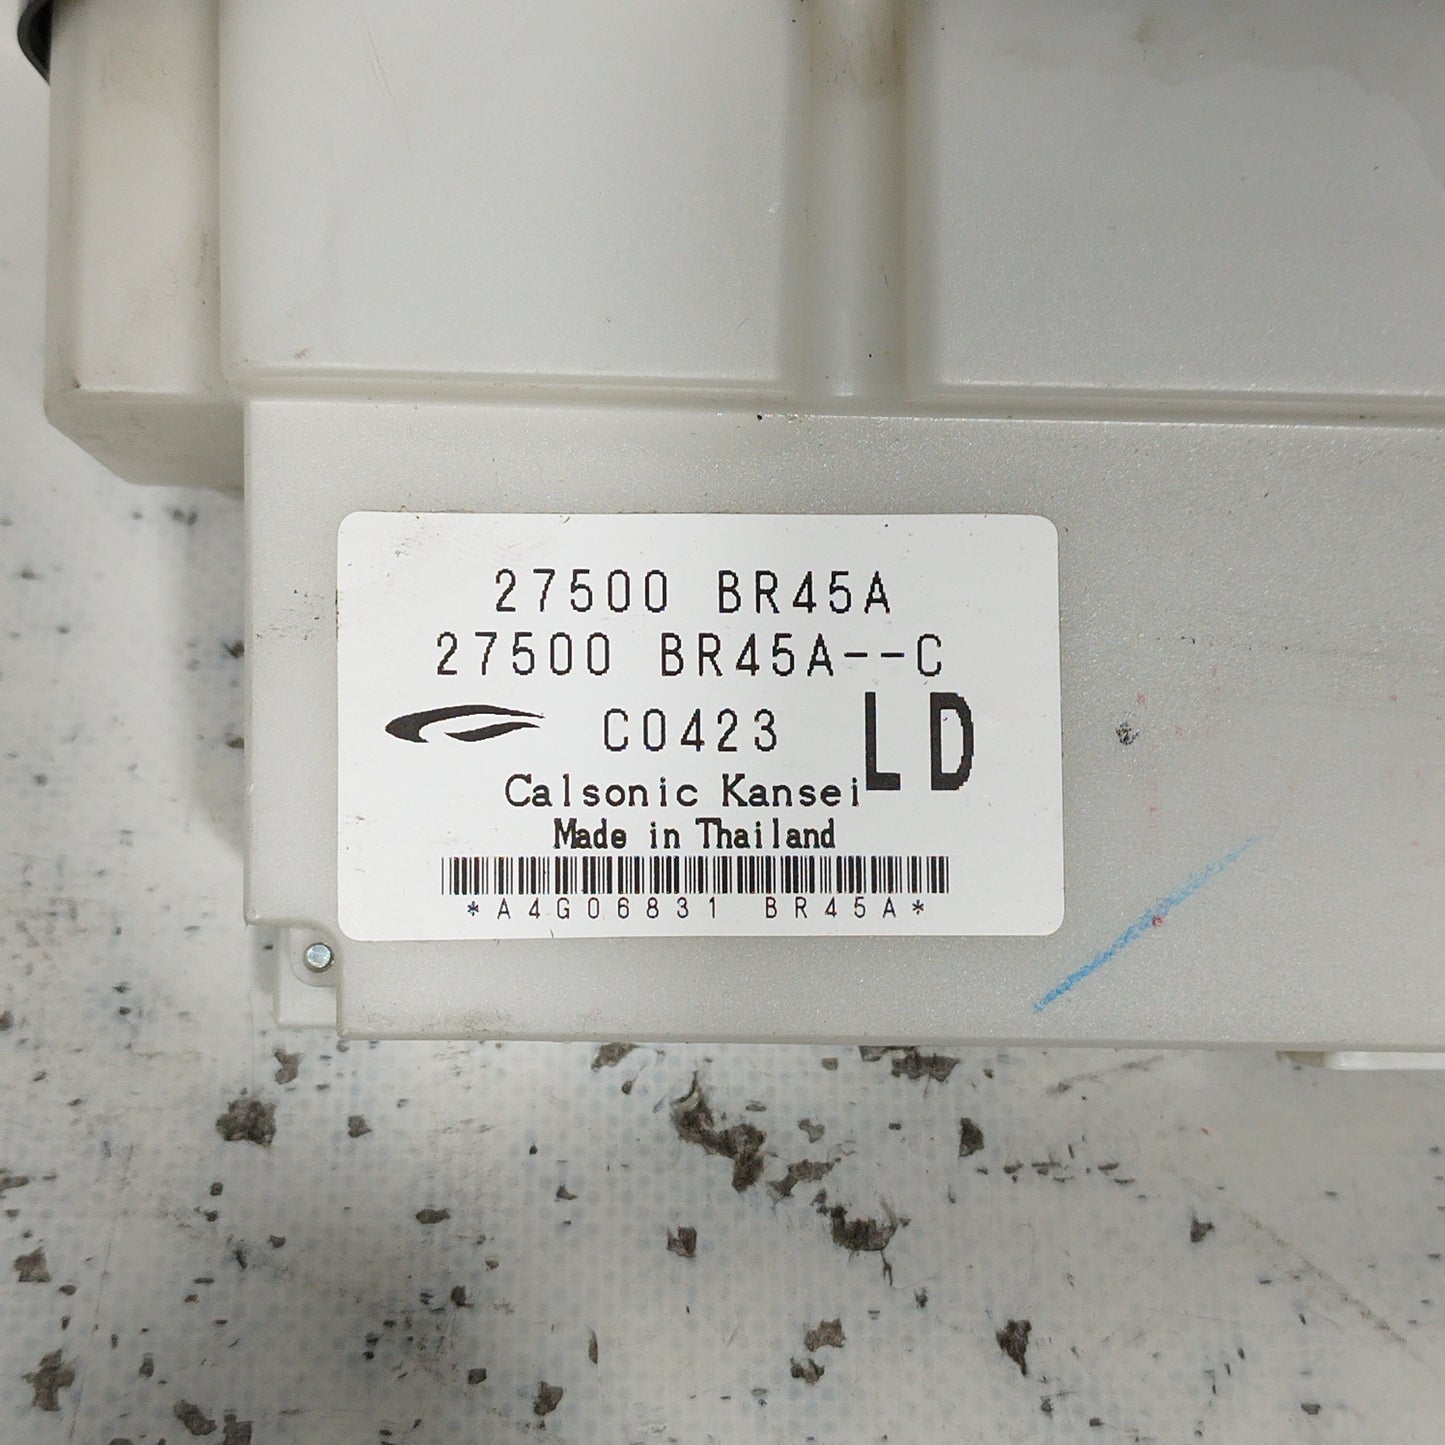 27500 BR45A
27500 BR45A--C
C0423 LD
Calsonic Kansei
Made in Thailand
*A4G06831 BR45A*